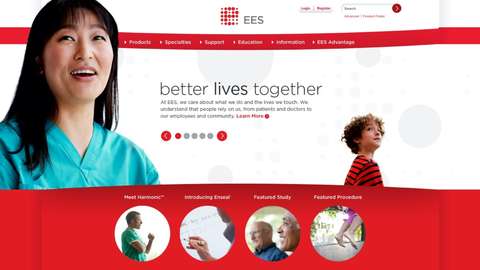 Login | Register
Search
Advanced | Product Finder
EES
Products
Specialties
Support
Education
Information
EES Advantage
better lives together
At EES, we care about what we do and the lives we touch. We
understand that people rely on us, from patients and doctors to
our employees and community. Learn More
Meet Harmonic™
Introducing Enseal
Featured Study
Featured Procedure